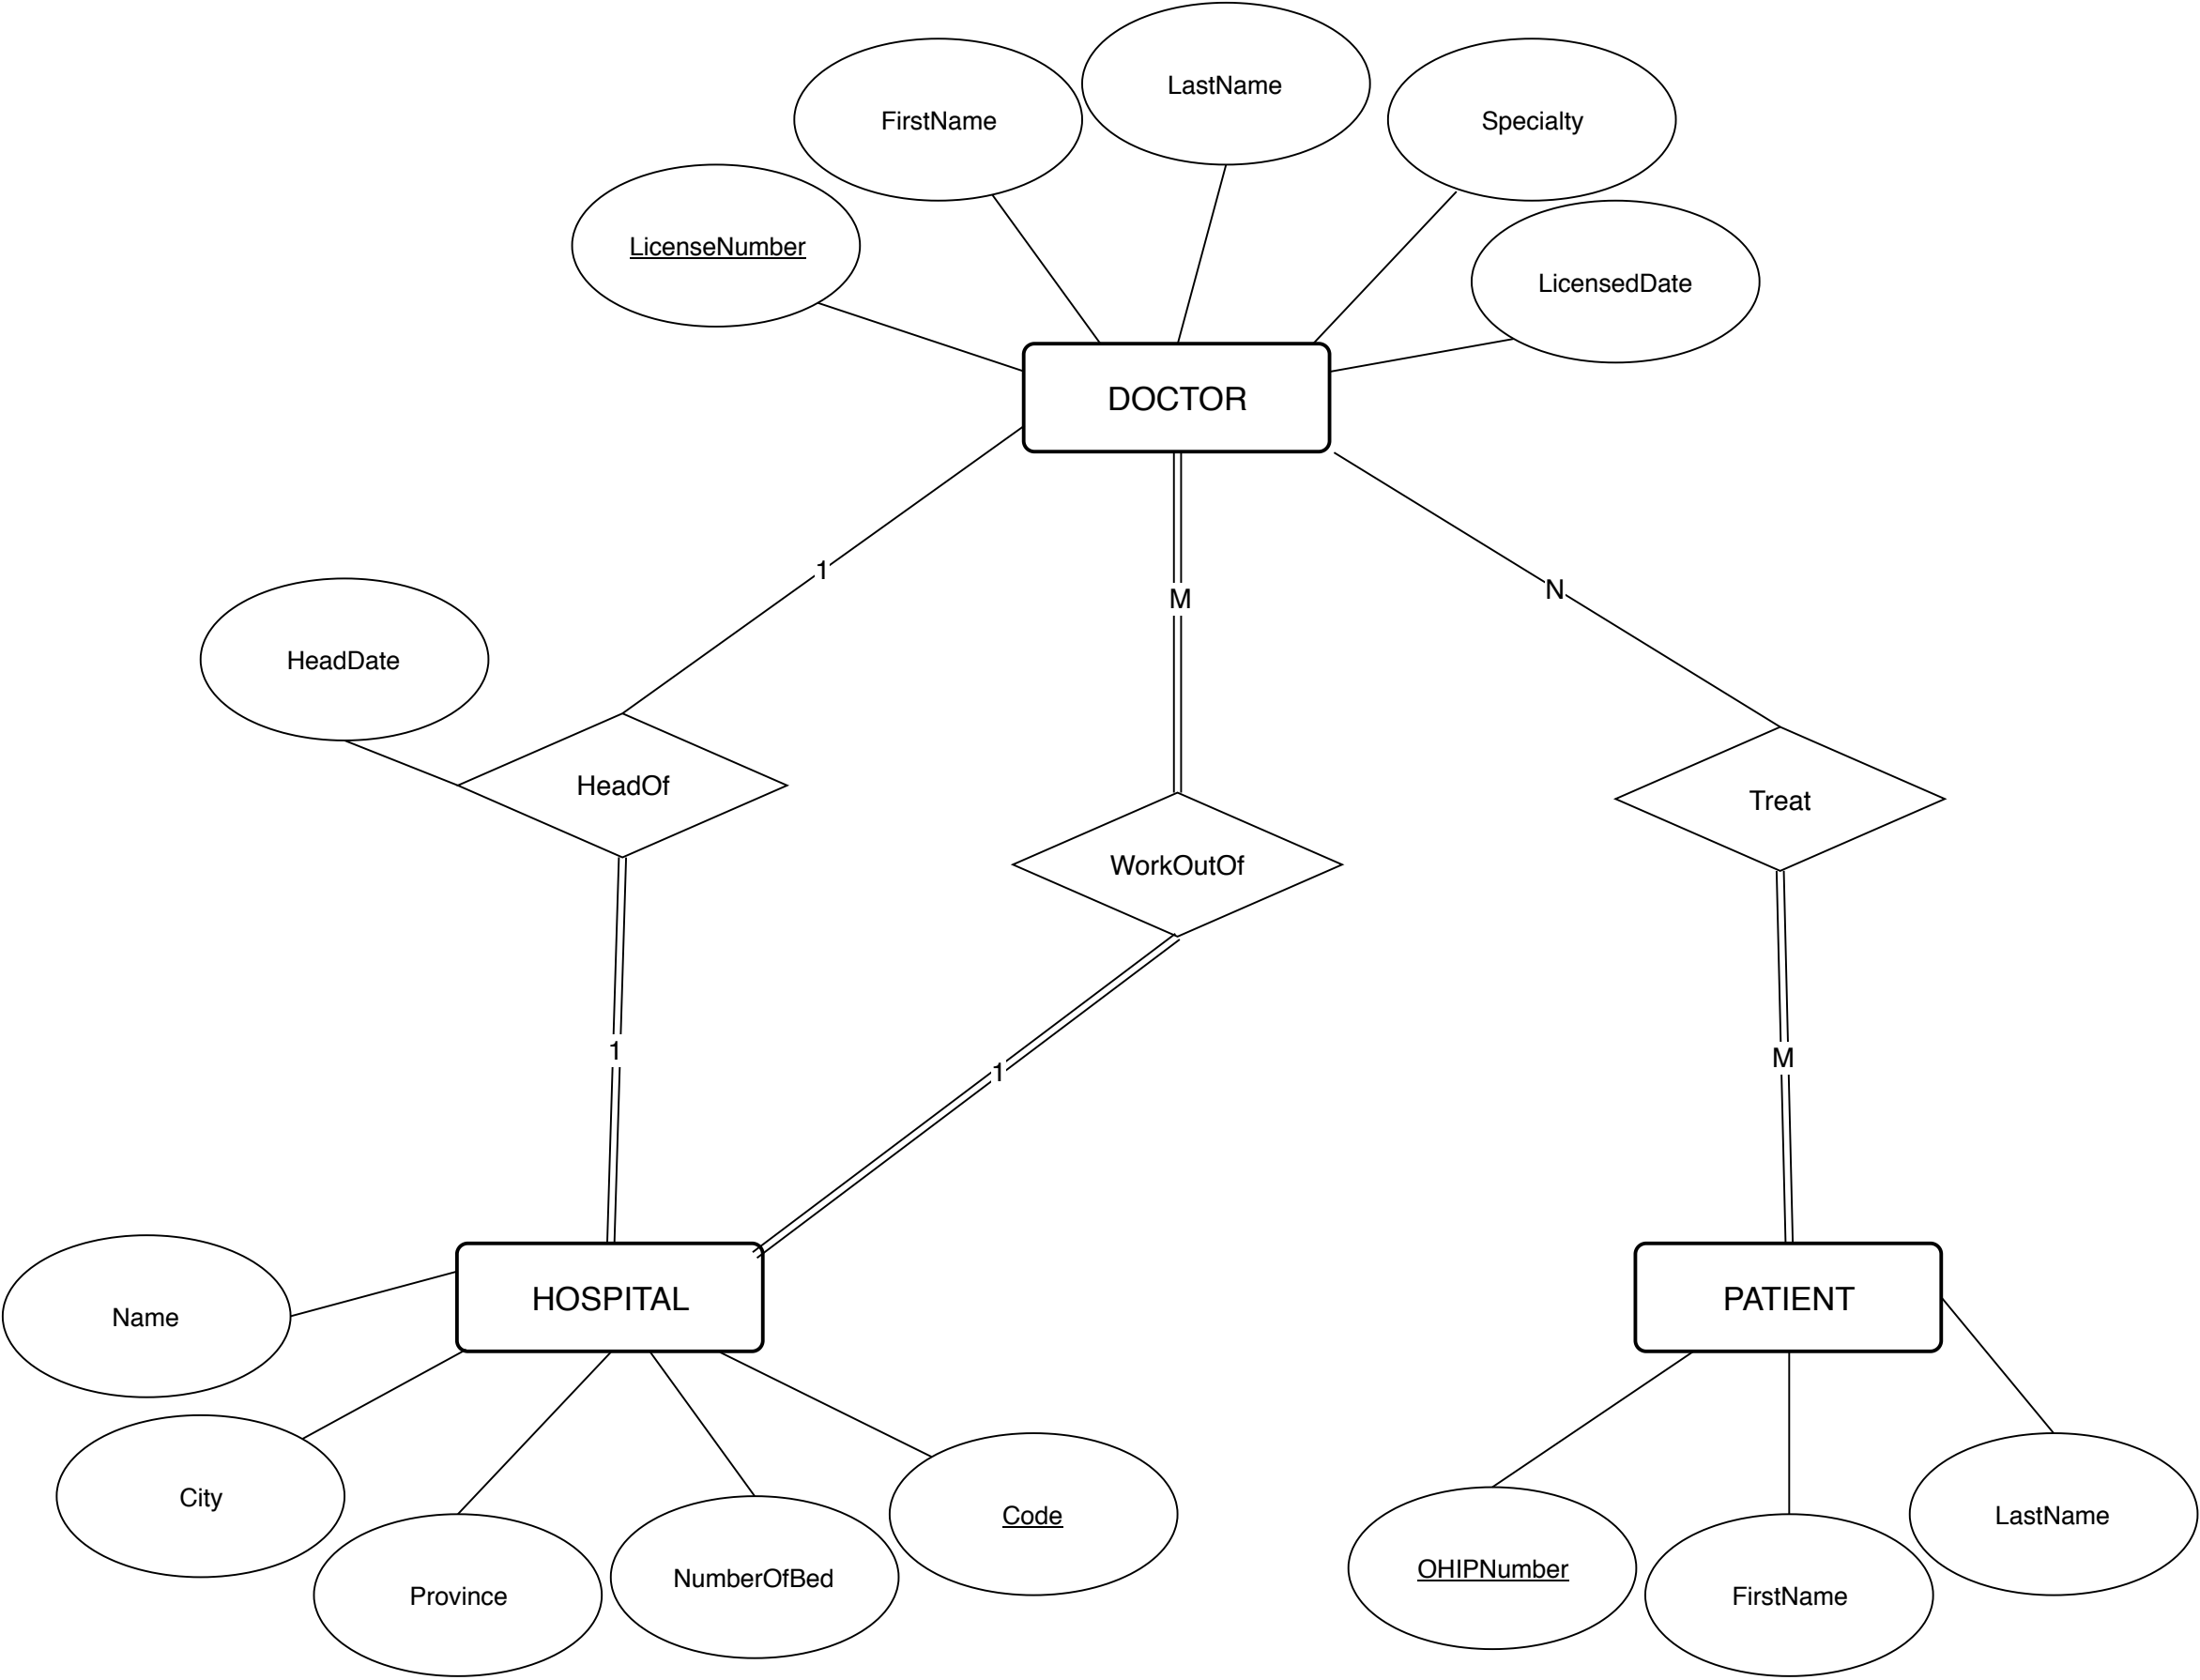 LastName
FirstName
Specialty
LicenseNumber
LicensedDate
DOCTOR
1
M
N
HeadDate
HeadOf
Treat
WorkOutOf
1
1
M
HOSPITAL
PATIENT
Name
City
Province
NumberOfBed
Code
OHIPNumber
FirstName
LastName